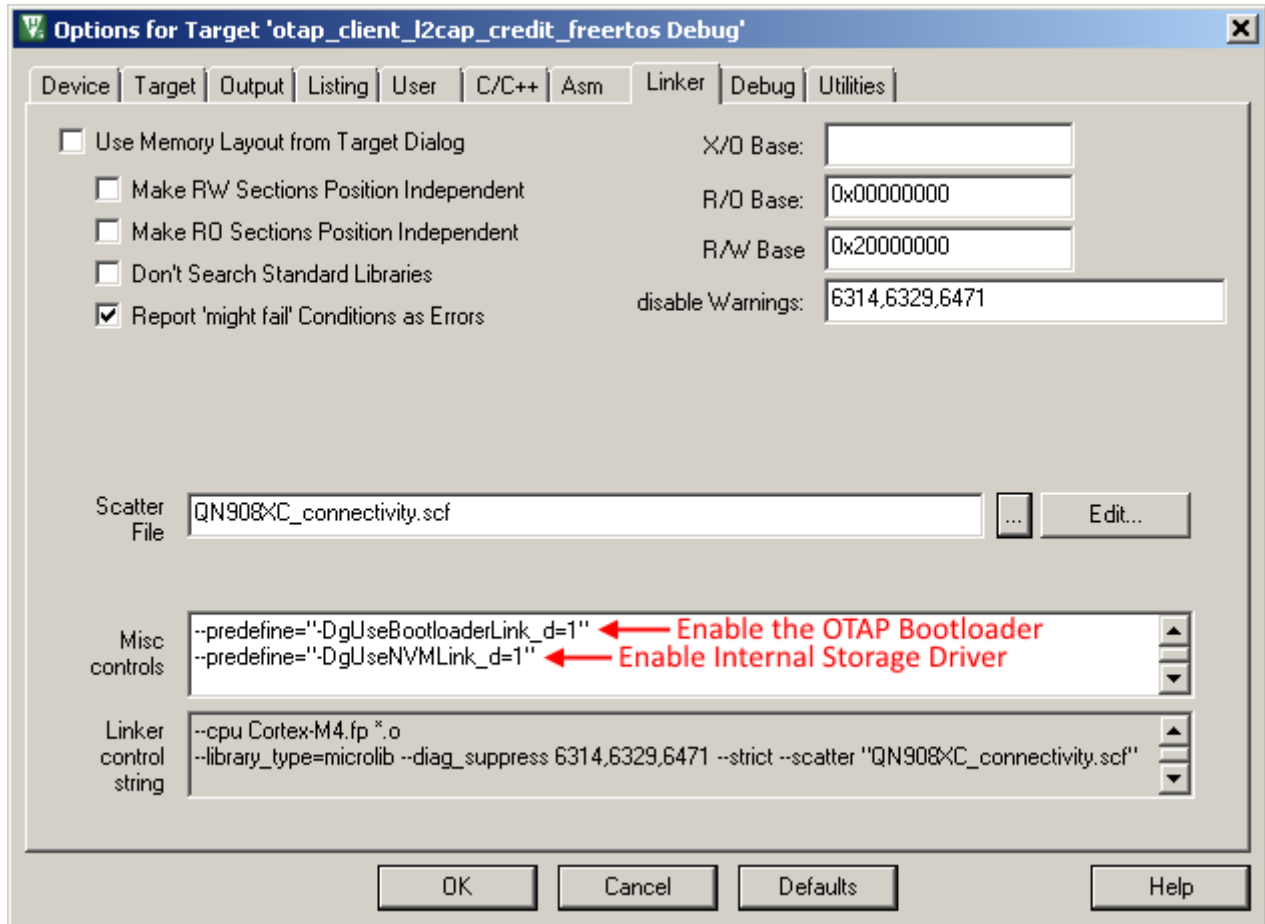 Options for Target 'otap_client_l2cap_credit_freertos Debug'
Device Target Output Listing User C/C++ Asm Linker Debug Utilities
Use Memory Layout from Target Dialog
Make RW Sections Position Independent
Make RO Sections Position Independent
Don't Search Standard Libraries
Report 'might fail' Conditions as Errors
X/O Base:
R/O Base: 0x00000000
R/W Base 0x20000000
disable Warnings: 6314,6329,6471
Scatter
File
QN908XC_connectivity.scf
... Edit...
Misc
controls
--predefine="-DgUseBootloaderLink_d=1" Enable the OTAP Bootloader
--predefine="-DgUseNVMLink_d=1" Enable Internal Storage Driver
Linker
control
string
--cpu Cortex-M4.fp *.o
--library_type=microlib --diag_suppress 6314,6329,6471 --strict --scatter "QN908XC_connectivity.scf"
OK Cancel Defaults Help